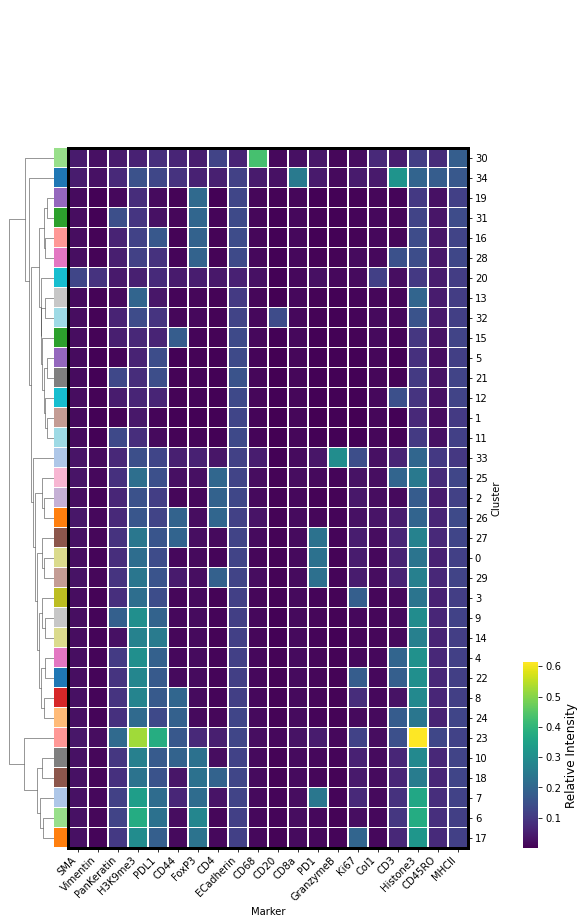 30
34
19
31
16
28
20
13
32
15
5
21
12
1
11
33
25
2
26
27
0
29
3
9
14
4
22
8
24
23
10
18
7
6
17
Cluster
SMA
Vimentin
PanKeratin
H3K9me3
PDL1
CD44
FoxP3
CD4
ECadherin
CD68
CD20
CD8a
PD1
GranzymeB
Ki67
Col1
CD3
Histone3
CD45RO
MHCII
Marker
0.6
0.5
0.4
0.3
0.2
0.1
Relative Intensity